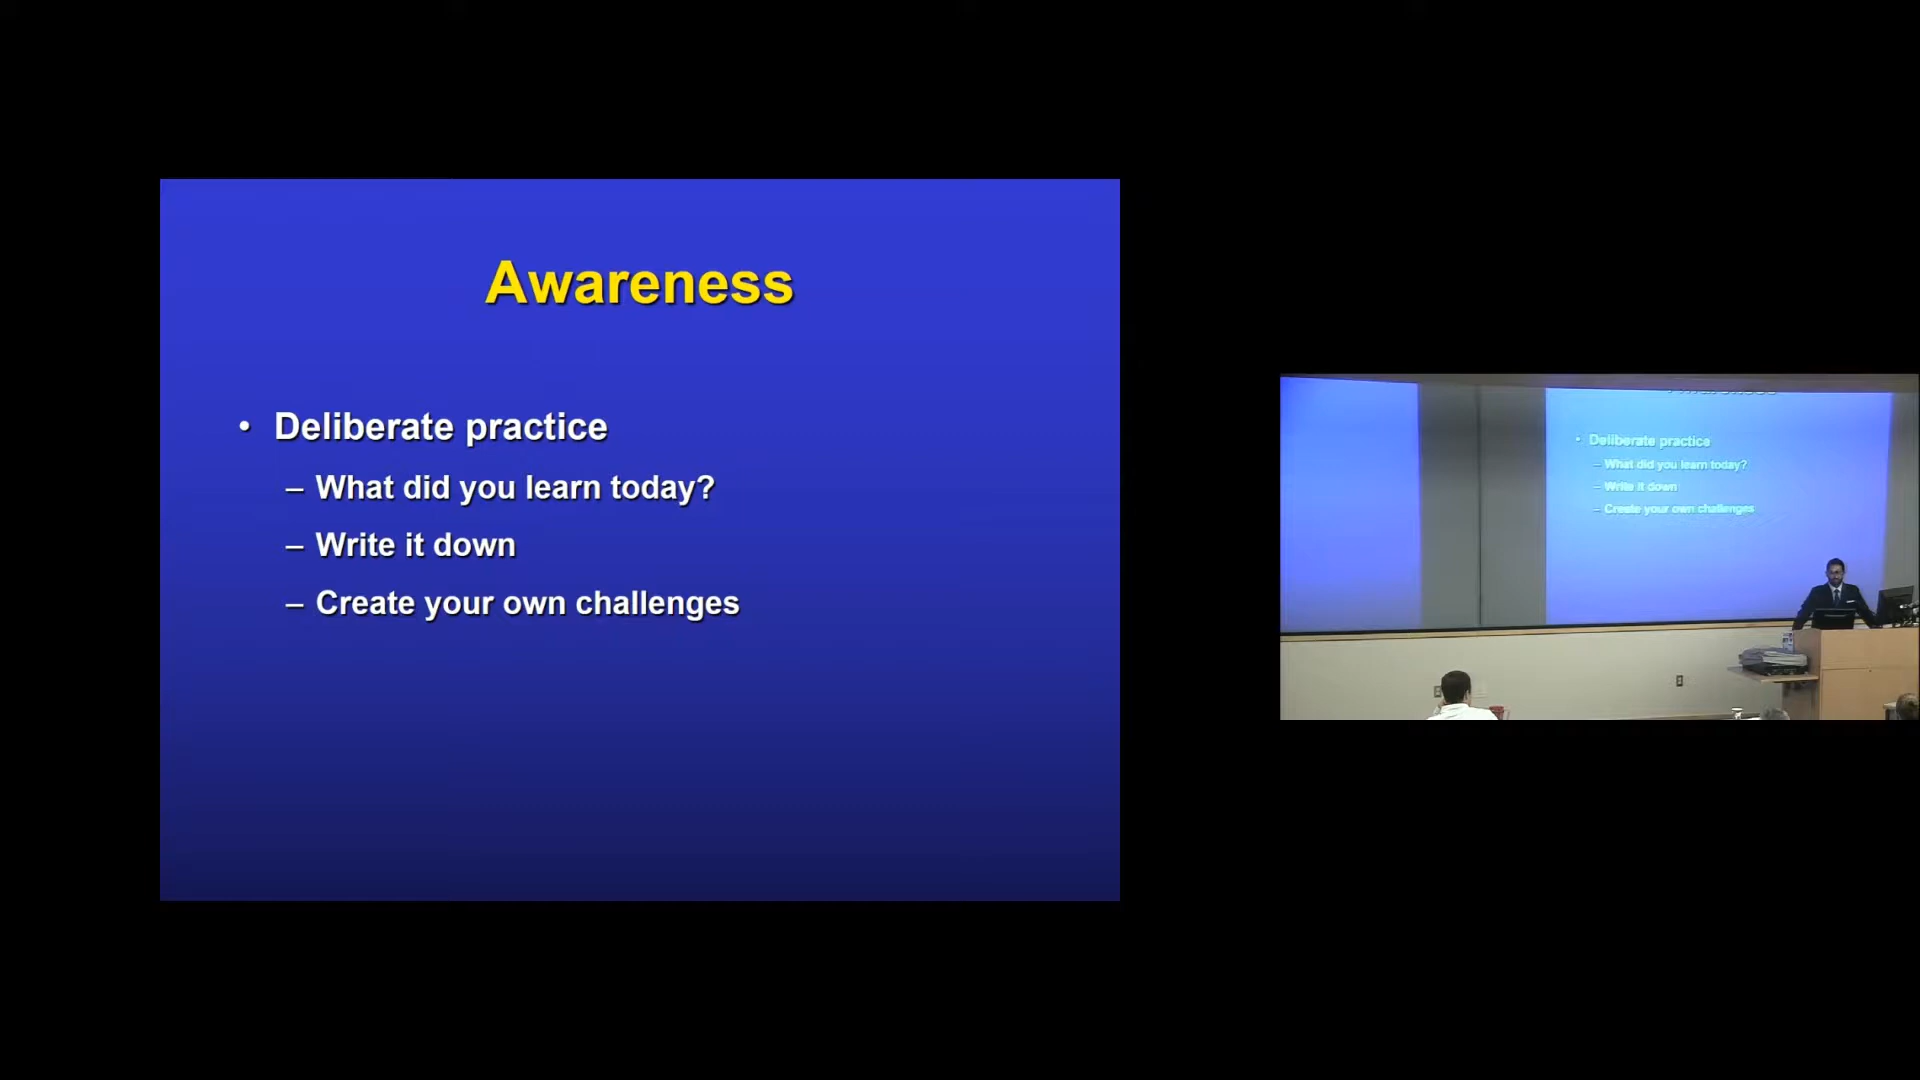 Awareness
• Deliberate practice
– What did you learn today?
– Write it down
– Create your own challenges
• Deliberate practice
– What did you learn today?
– Write it down
– Create your own challenges